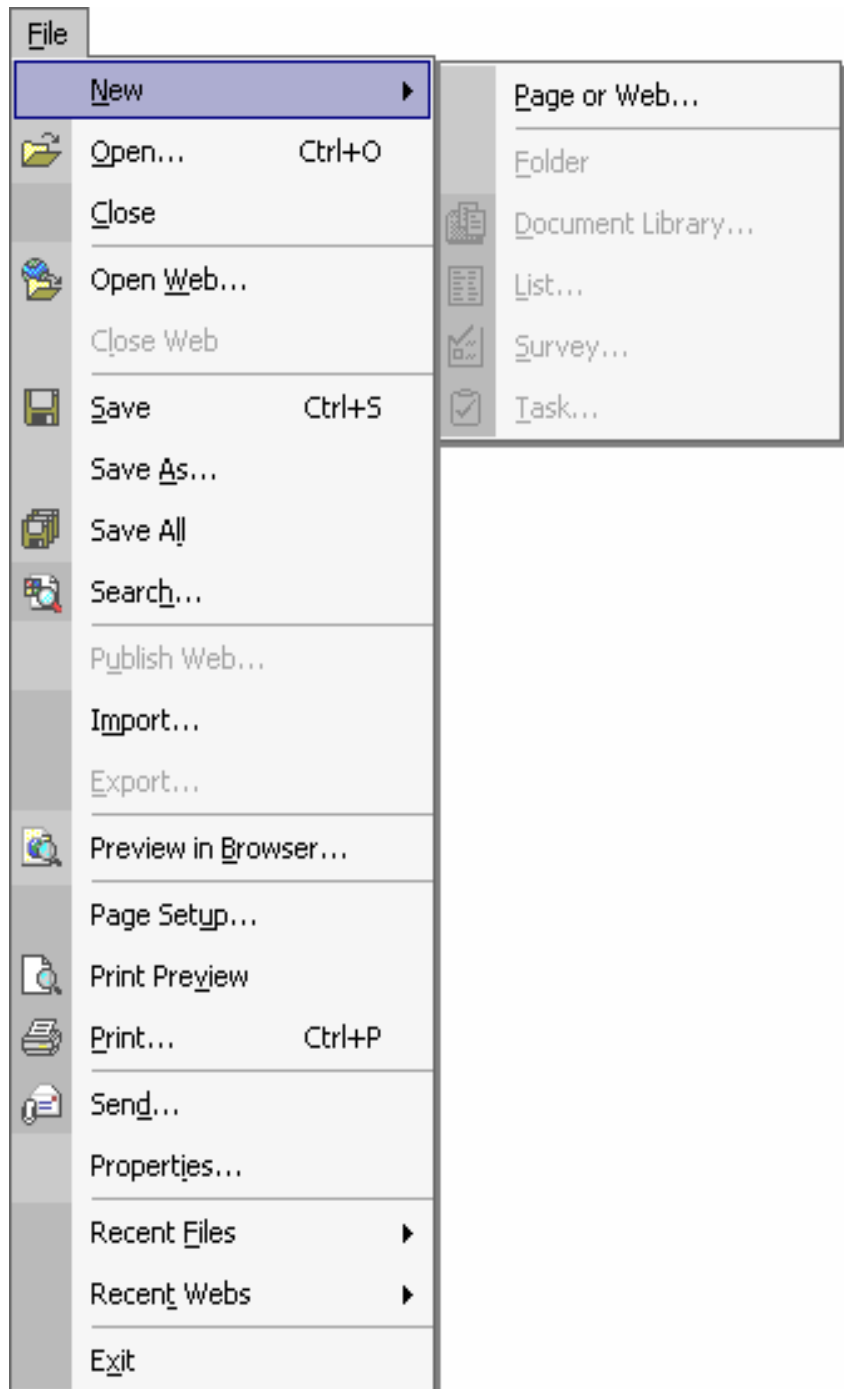 File
New
Open... Ctrl+O
Close
Open Web...
Close Web
Save Ctrl+S
Save As...
Save All
Search...
Publish Web...
Import...
Export...
Preview in Browser...
Page Setup...
Print Preview
Print... Ctrl+P
Send...
Properties...
Recent Files
Recent Webs
Exit
Page or Web...
Folder
Document Library...
List...
Survey...
Task...